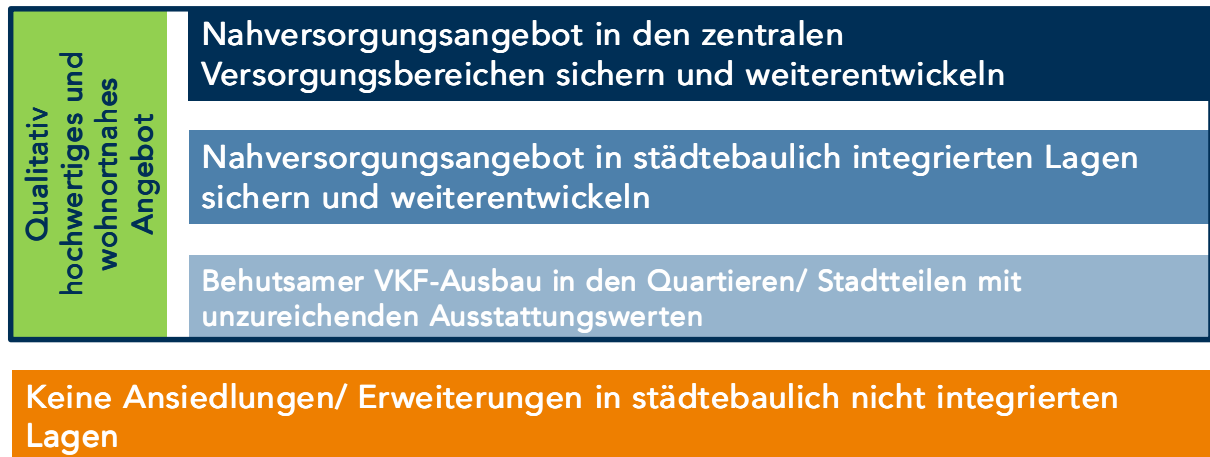 Qualitativ
hochwertiges und
wohnortnahes
Angebot
Nahversorgungsangebot in den zentralen
Versorgungsbereichen sichern und weiterentwickeln
Nahversorgungsangebot in städtebaulich integrierten Lagen
sichern und weiterentwickeln
Behutsamer VKF-Ausbau in den Quartieren/ Stadtteilen mit
unzureichenden Ausstattungswerten
Keine Ansiedlungen/ Erweiterungen in städtebaulich nicht integrierten
Lagen